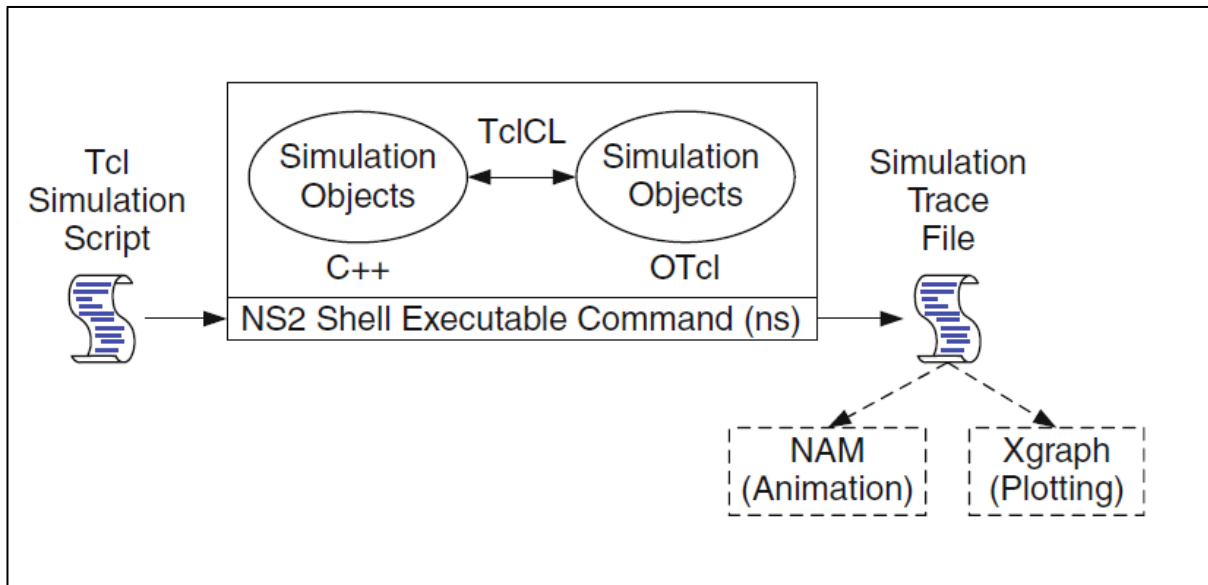 Tcl
Simulation
Script
Simulation
Objects
C++
TclCL
Simulation
Objects
OTcl
NS2 Shell Executable Command (ns)
Simulation
Trace
File
NAM
(Animation)
Xgraph
(Plotting)